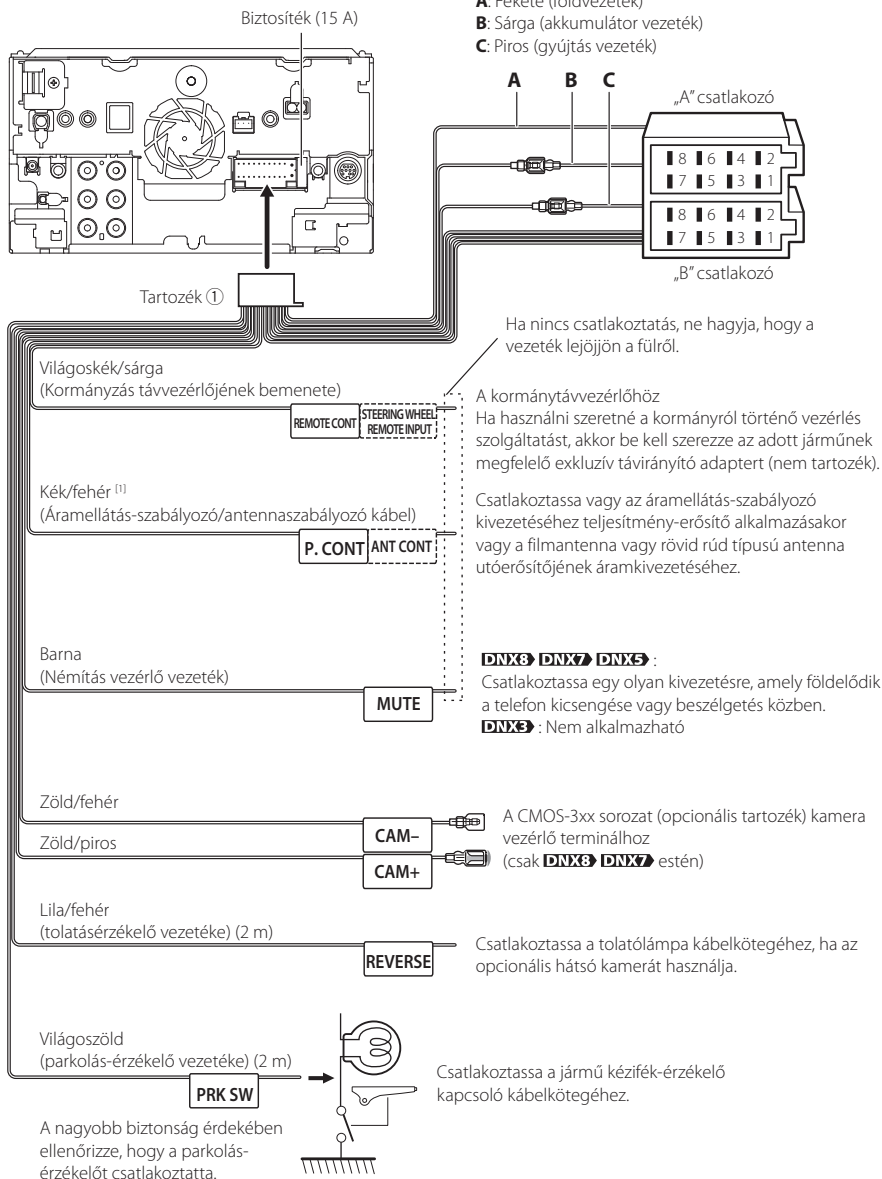 Biztosíték (15 A)
A: Fekete (földvezeték)
B: Sárga (akkumulátor vezeték)
C: Piros (gyújtás vezeték)
A B C
„A” csatlakozó
8 6 4 2
7 5 3 1
8 6 4 2
7 5 3 1
„B” csatlakozó
Tartozék ①
Ha nincs csatlakoztatás, ne hagyja, hogy a
vezeték lejöjjön a fülről.
Világoskék/sárga
(Kormányzás távvezérlőjének bemenete)
REMOTE CONT
STEERING WHEEL
REMOTE INPUT
A kormánytávvezérlőhöz
Ha használni szeretné a kormányról történő vezérlés
szolgáltatást, akkor be kell szerezze az adott járműnek
megfelelő exkluzív távirányító adaptert (nem tartozék).
Kék/fehér [1]
(Áramellátás-szabályozó/antennaszabályozó kábel)
P. CONT ANT CONT
Csatlakoztassa vagy az áramellátás-szabályozó
kivezetéséhez teljesítmény-erősítő alkalmazásakor
vagy a filmantenna vagy rövid rúd típusú antenna
utóerősítőjének áramkivezetéséhez.
Barna
(Némítás vezérlő vezeték)
MUTE
DNX8 DNX7 DNX5 :
Csatlakoztassa egy olyan kivezetésre, amely földelődik
a telefon kicsengése vagy beszélgetés közben.
DNX3 : Nem alkalmazható
Zöld/fehér
CAM–
Zöld/piros
CAM+
A CMOS-3xx sorozat (opcionális tartozék) kamera
vezérlő terminálhoz
(csak DNX8 DNX7 estén)
Lila/fehér
(tolatásérzékelő vezetéke) (2 m)
REVERSE
Csatlakoztassa a tolatólámpa kábelkötegéhez, ha az
opcionális hátsó kamerát használja.
Világoszöld
(parkolás-érzékelő vezetéke) (2 m)
PRK SW
Csatlakoztassa a jármű kézifék-érzékelő
kapcsoló kábelkötegéhez.
A nagyobb biztonság érdekében
ellenőrizze, hogy a parkolás-
érzékelőt csatlakoztatta.